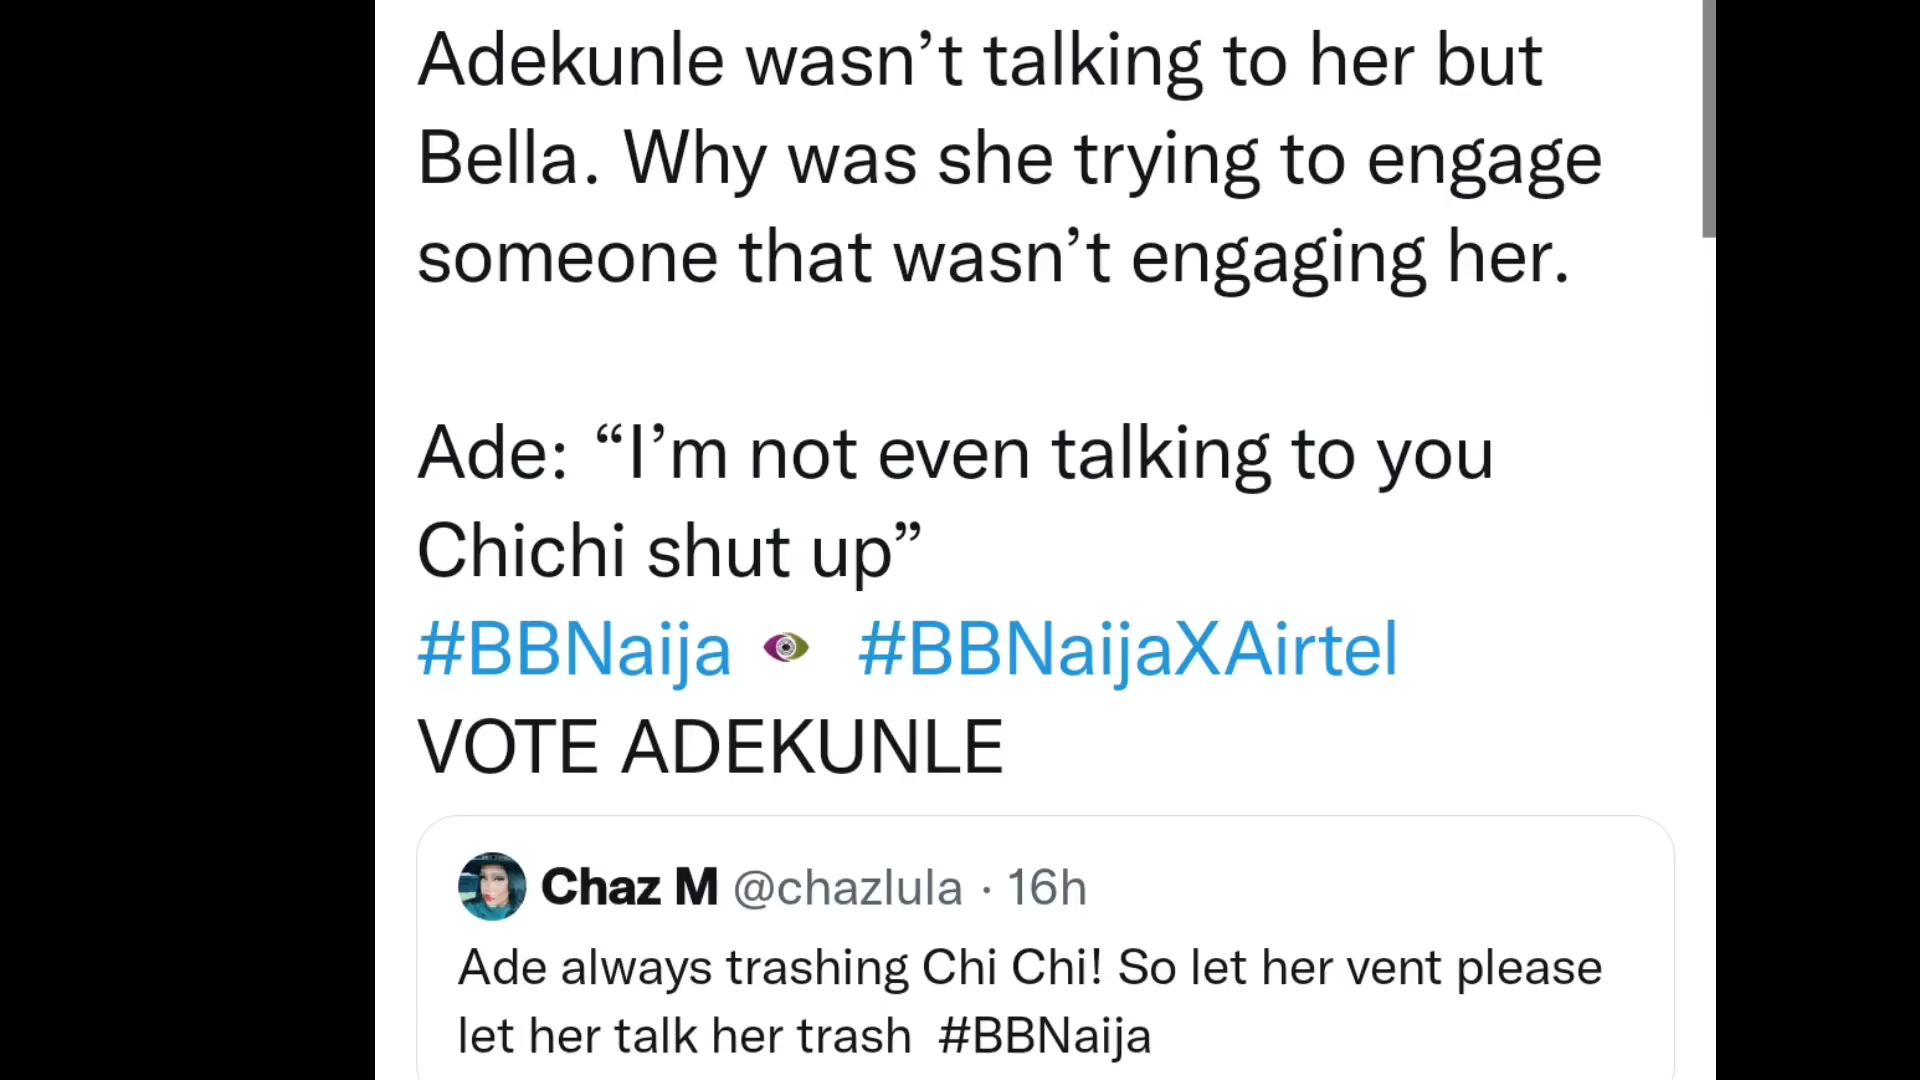 Adekunle wasn’t talking to her but
Bella. Why was she trying to engage
someone that wasn’t engaging her.
Ade: “I’m not even talking to you
Chichi shut up”
#BBNaija #BBNaijaXAirtel
VOTE ADEKUNLE
Chaz M @chazlula · 16h
Ade always trashing Chi Chi! So let her vent please
let her talk her trash #BBNaija